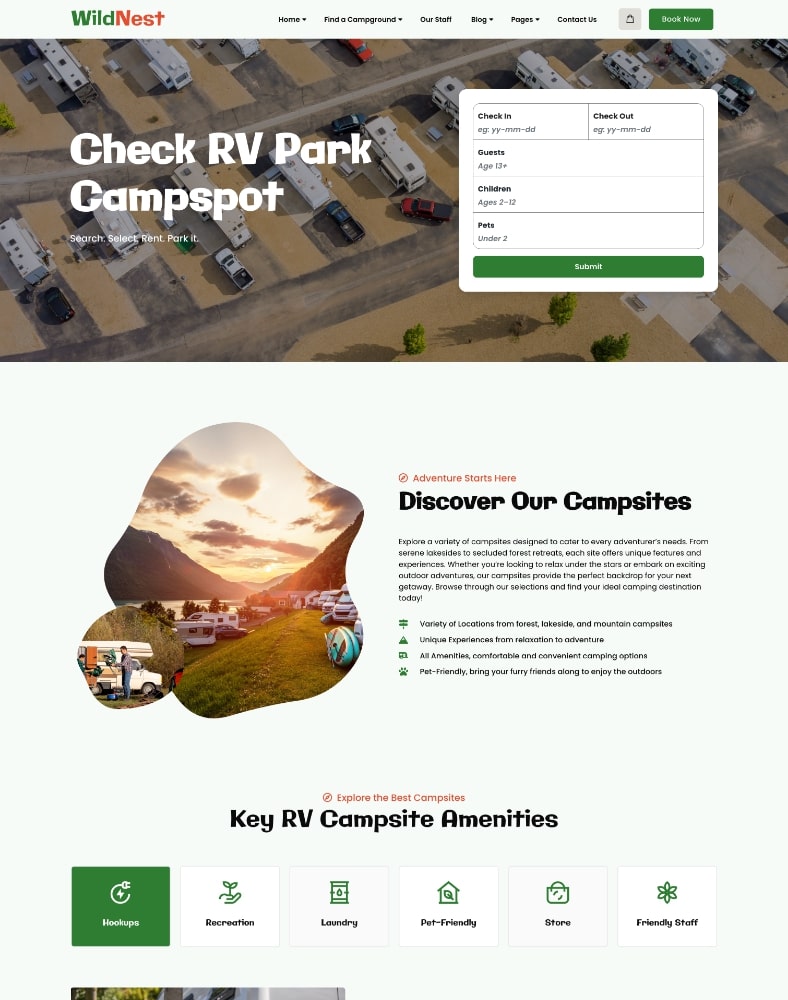 WildNest
Home
Find a Campground
Our Staff
Blog
Pages
Contact Us
Book Now
Check RV Park
Campspot
Search. Select. Rent. Park it.
Check In
eg: yy-mm-dd
Check Out
eg: yy-mm-dd
Guests
Age 13+
Children
Ages 2-12
Pets
Under 2
Submit
Adventure Starts Here
Discover Our Campsites
Explore a variety of campsites designed to cater to every adventurer's needs. From
serene lakesides to secluded forest retreats, each site offers unique features and
experiences. Whether you're looking to relax under the stars or embark on exciting
outdoor adventures, our campsites provide the perfect backdrop for your next
getaway. Browse through our selections and find your ideal camping destination
today!
Variety of Locations from forest, lakeside, and mountain campsites
Unique Experiences from relaxation to adventure
All Amenities, comfortable and convenient camping options
Pet-Friendly, bring your furry friends along to enjoy the outdoors
Explore the Best Campsites
Key RV Campsite Amenities
Hookups
Recreation
Laundry
Pet-Friendly
Store
Friendly Staff